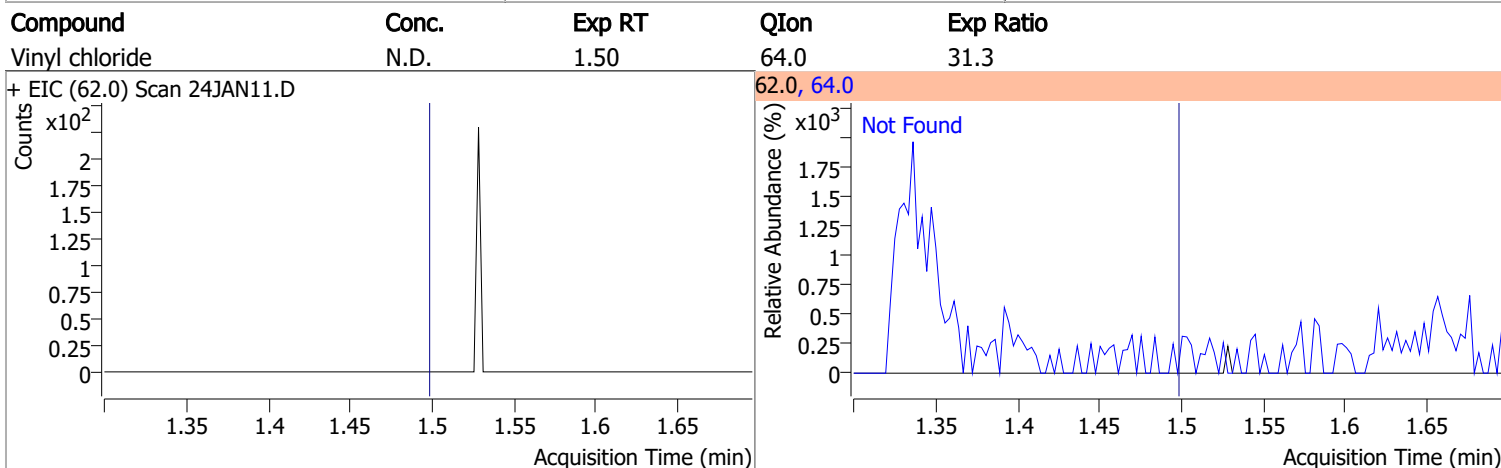 Compound Conc. Exp RT QIon Exp Ratio
Vinyl chloride N.D. 1.50 64.0 31.3
+ EIC (62.0) Scan 24JAN11.D
Counts
x10²
2
1.75
1.5
1.25
1
0.75
0.5
0.25
0
1.35 1.4 1.45 1.5 1.55 1.6 1.65
Acquisition Time (min)
62.0, 64.0
Relative Abundance (%)
x10³
Not Found
1.75
1.5
1.25
1
0.75
0.5
0.25
0
1.35 1.4 1.45 1.5 1.55 1.6 1.65
Acquisition Time (min)